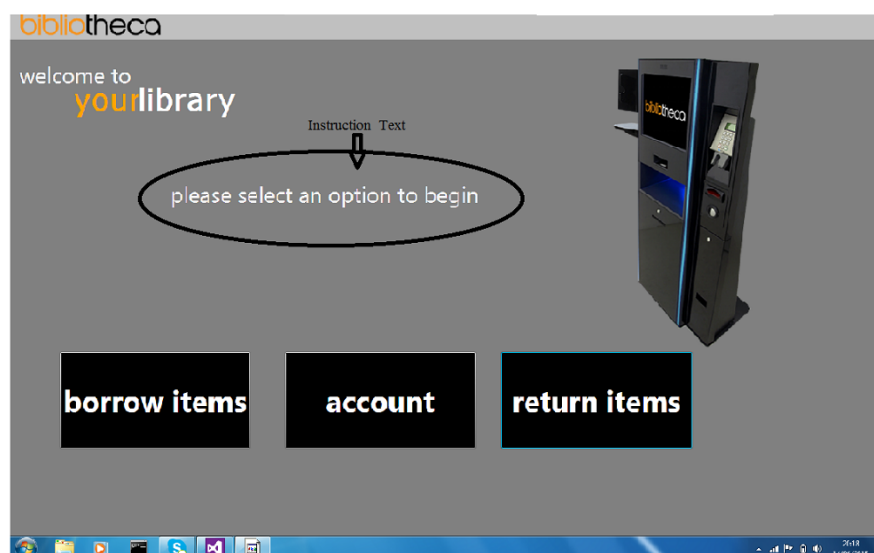 bibliotheca
welcome to
yourlibrary
Instruction Text
please select an option to begin
bibliotheca
borrow items
account
return items